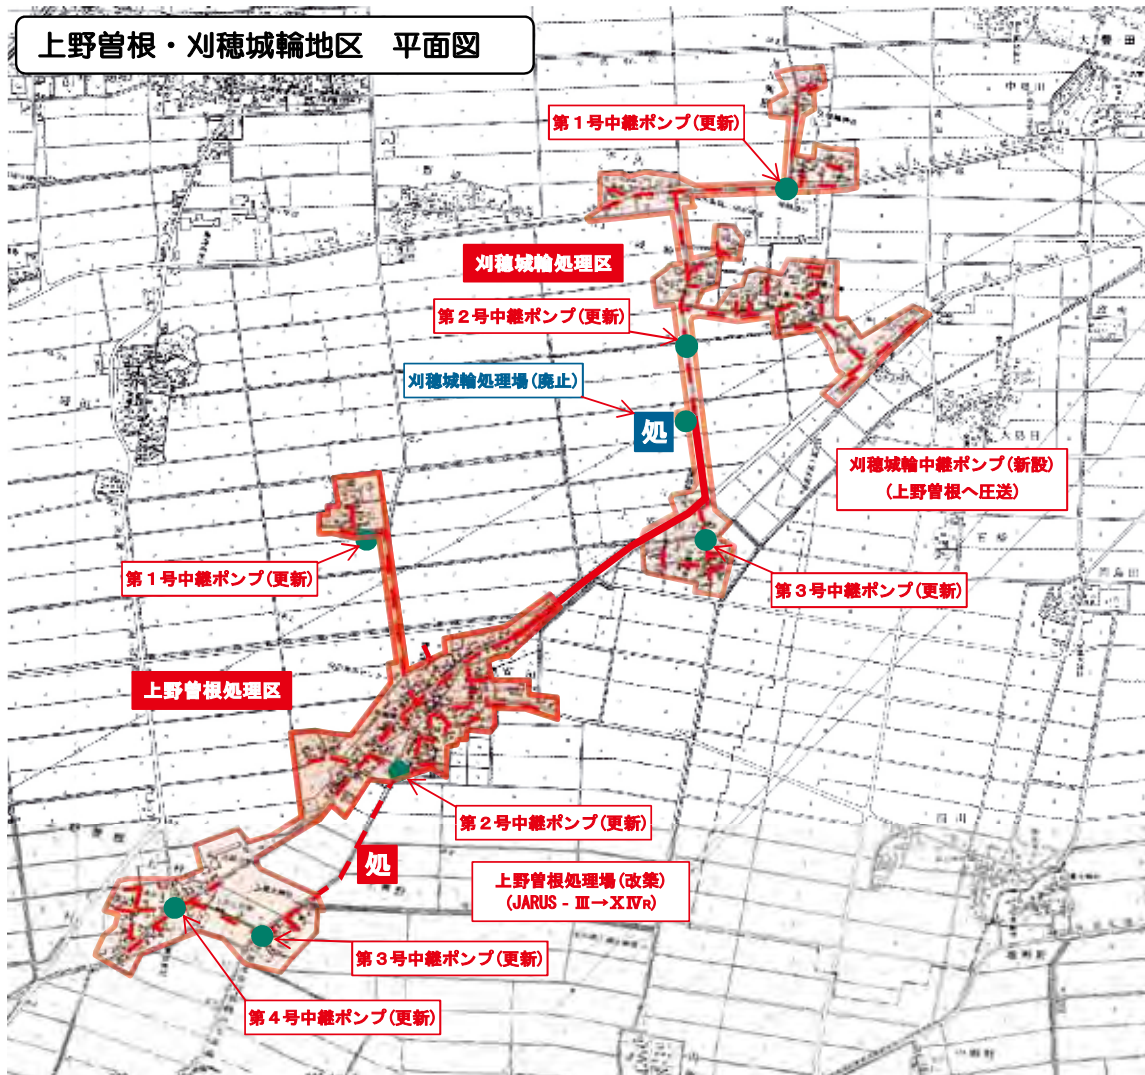 上野曽根・刈穂城輪地区　平面図
大豊田
第１号中継ポンプ(更新)
刈穂城輪処理区
第２号中継ポンプ(更新)
刈穂城輪処理場(廃止)
処
刈穂城輪中継ポンプ(新設)
(上野曽根へ圧送)
第１号中継ポンプ(更新)
第３号中継ポンプ(更新)
上野曽根処理区
第２号中継ポンプ(更新)
処
上野曽根処理場(改築)
(JARUS - Ⅲ→ⅩⅣR)
第３号中継ポンプ(更新)
第４号中継ポンプ(更新)